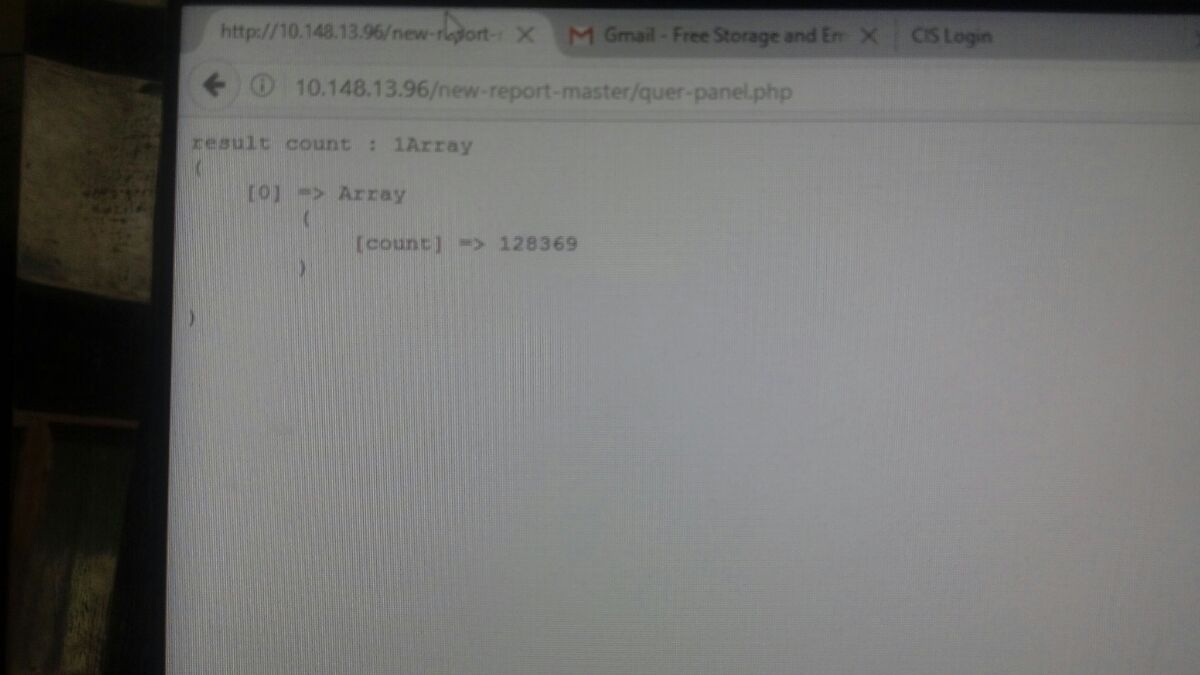 http://10.148.13.96/new-report-r
Gmail - Free Storage and Em
CIS Login
10.148.13.96/new-report-master/quer-panel.php
result count : 1Array
(
[0] => Array
(
[count] => 128369
)
)